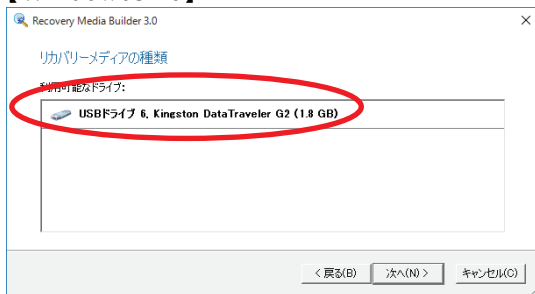 Recovery Media Builder 3.0
リカバリーメディアの種類
利用可能なドライブ:
USBドライブ 6, Kingston DataTraveler G2 (1.8 GB)
< 戻る(B)
次へ(N) >
キャンセル(C)